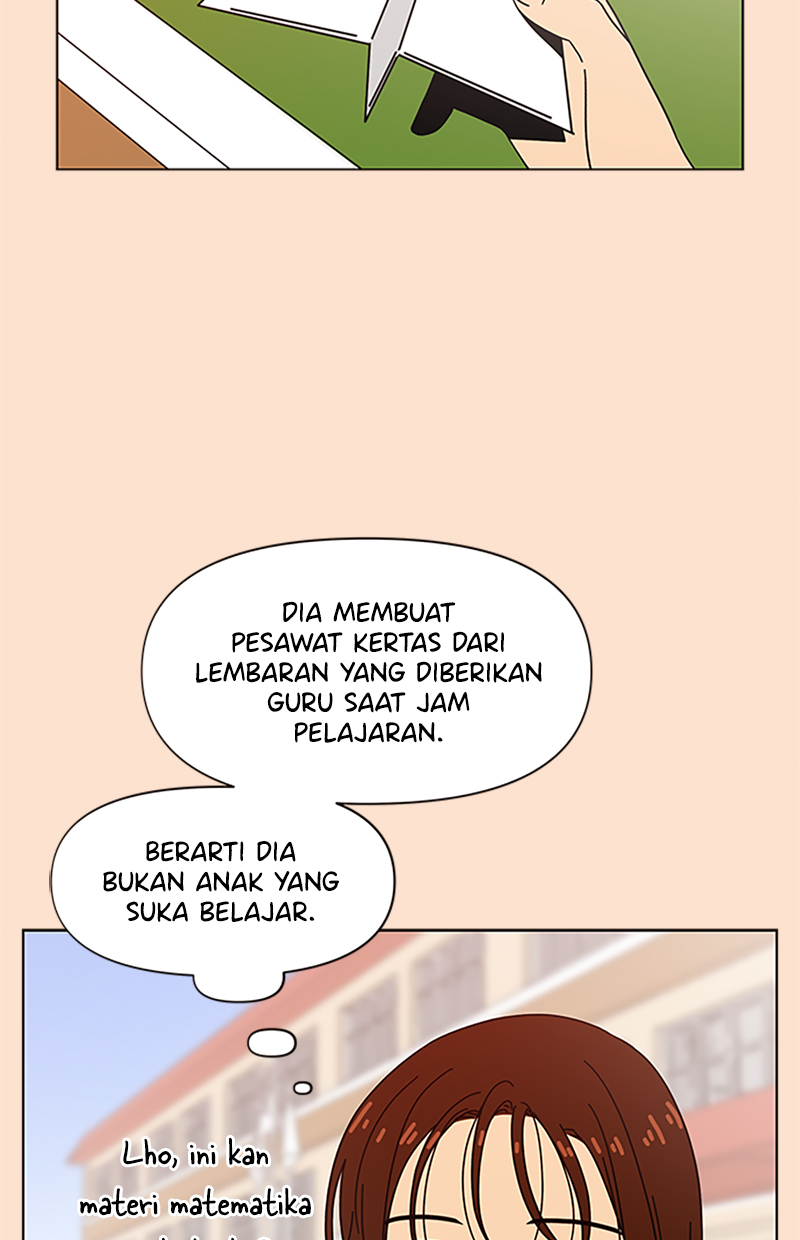 DIA MEMBUAT
PESAWAT KERTAS DARI
LEMBARAN YANG DIBERIKAN
GURU SAAT JAM
PELAJARAN.
BERARTI DIA
BUKAN ANAK YANG
SUKA BELAJAR.
Lho, ini kan
materi matematika